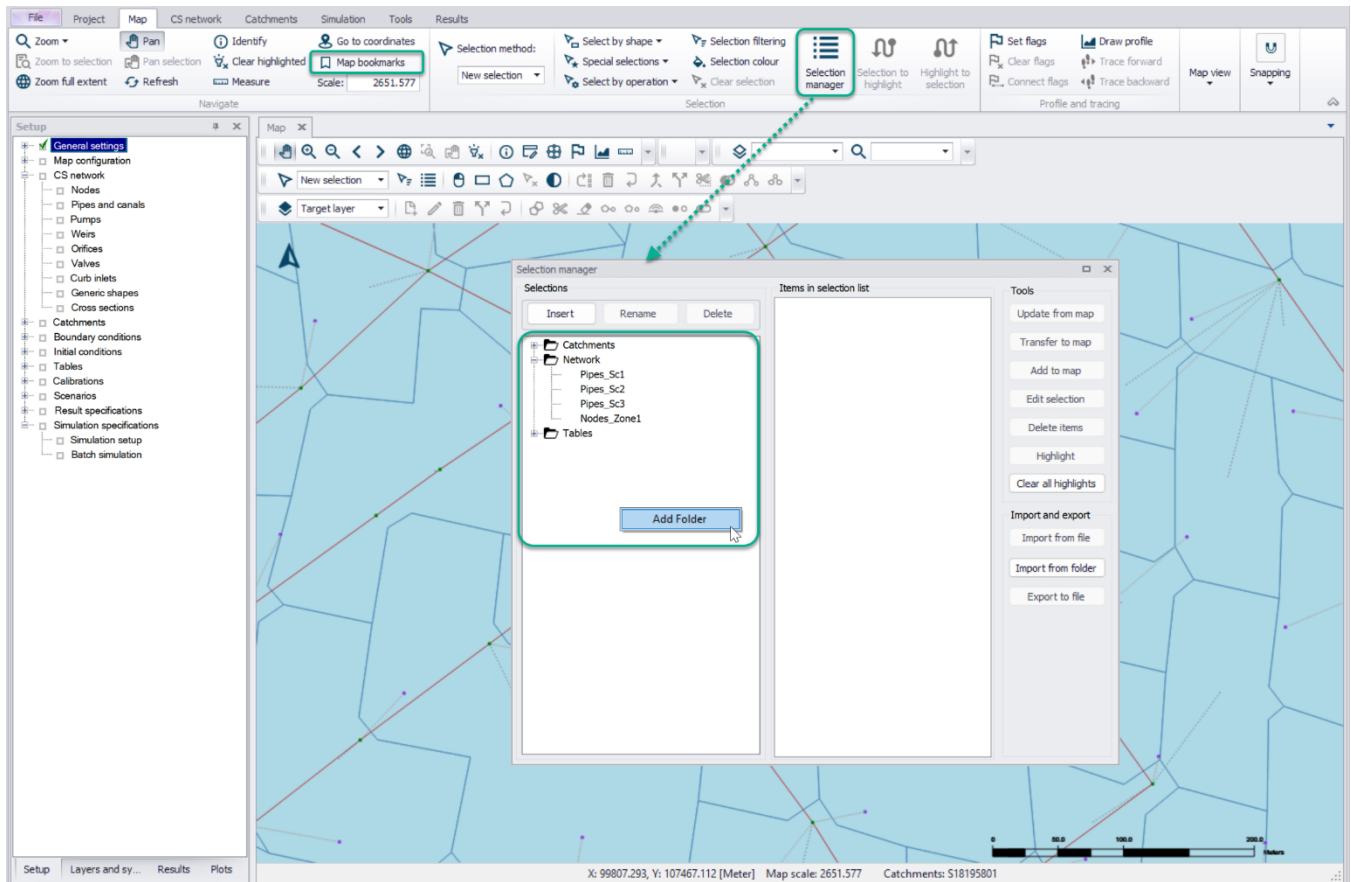 File Project Map CS network Catchments Simulation Tools Results
Zoom Pan Identify Go to coordinates
Zoom to selection Pan selection Clear highlighted Map bookmarks
Zoom full extent Refresh Measure Scale: 2651.577
Navigate
Selection method:
New selection
Select by shape Selection filtering
Special selections Selection colour
Select by operation Clear selection
Selection manager
Selection to highlight
Highlight to selection
Selection
Set flags Draw profile
Clear flags Trace forward
Connect flags Trace backward
Profile and tracing
Map view
Snapping
Setup
General settings
Map configuration
CS network
Nodes
Pipes and canals
Pumps
Weirs
Orifices
Valves
Curb inlets
Generic shapes
Cross sections
Catchments
Boundary conditions
Initial conditions
Tables
Calibrations
Scenarios
Result specifications
Simulation specifications
Simulation setup
Batch simulation
Setup Layers and sy... Results Plots
Map
New selection
Target layer
Selection manager
Selections
Insert Rename Delete
Catchments
Network
Pipes_Sc1
Pipes_Sc2
Pipes_Sc3
Nodes_Zone1
Tables
Add Folder
Items in selection list
Tools
Update from map
Transfer to map
Add to map
Edit selection
Delete items
Highlight
Clear all highlights
Import and export
Import from file
Import from folder
Export to file
0 50.0 100.0 200.0
Meters
X: 99807.293, Y: 107467.112 [Meter] Map scale: 2651.577 Catchments: S18195801